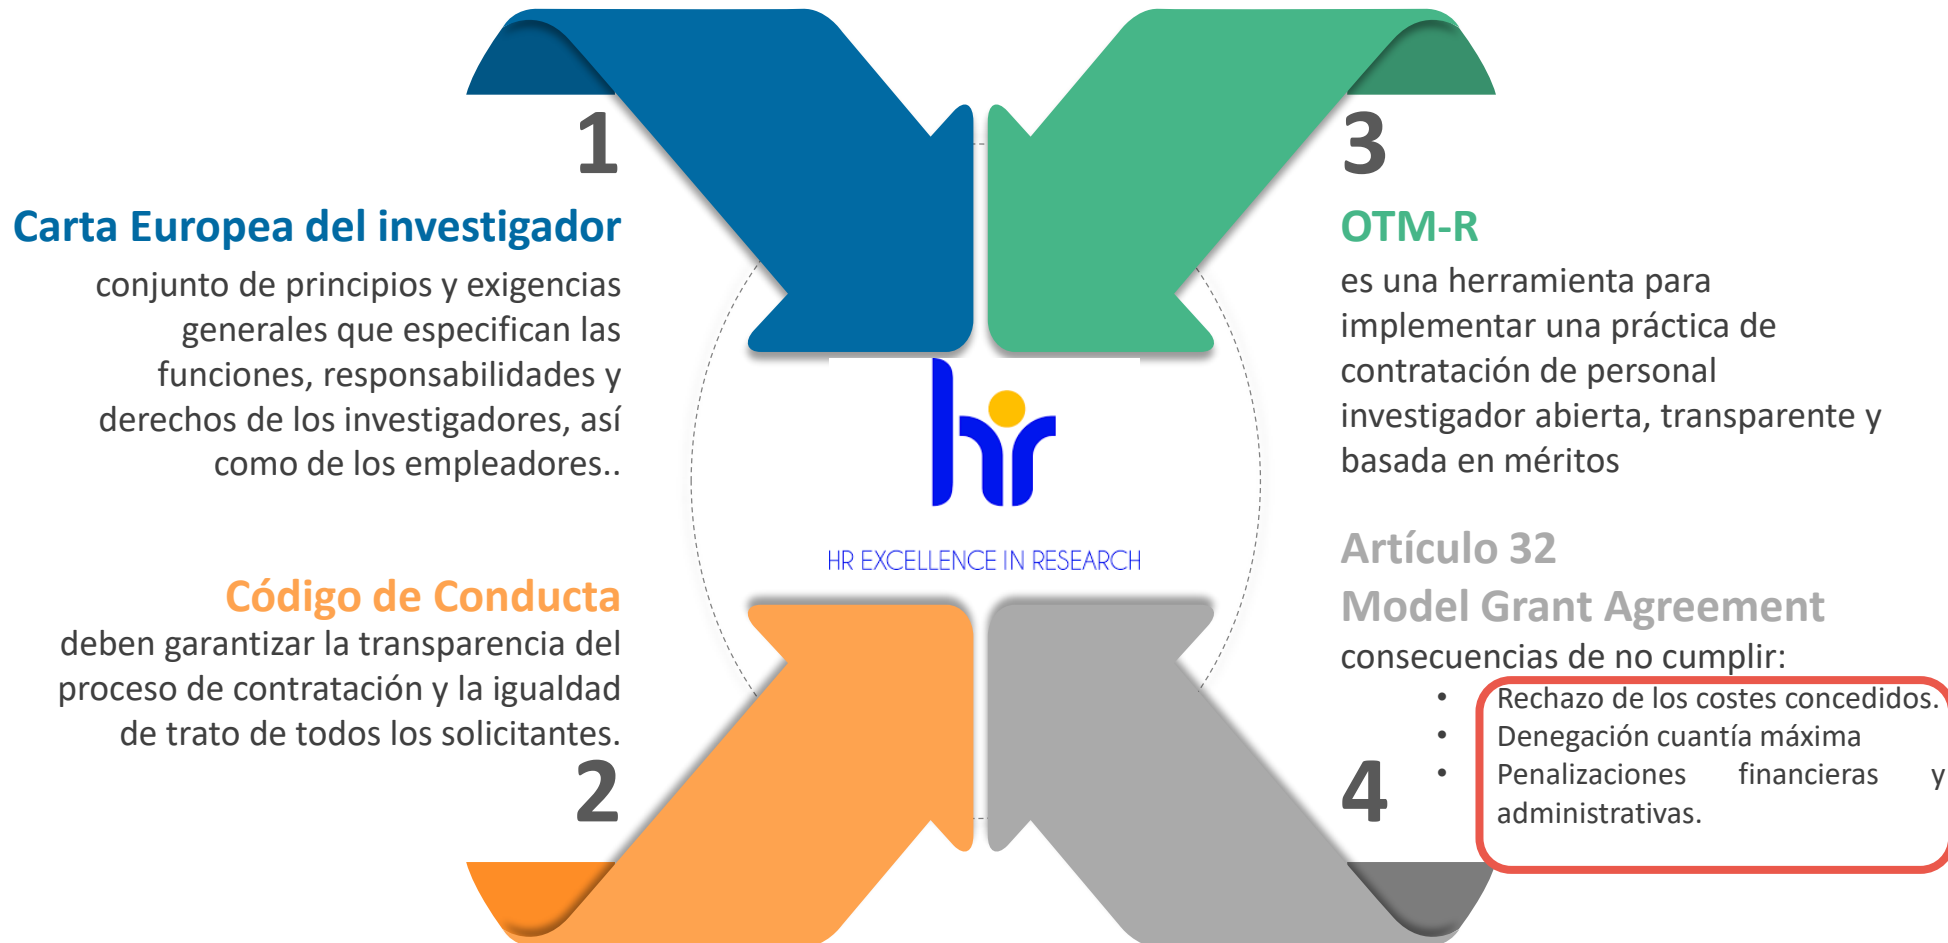 1
Carta Europea del investigador
conjunto de principios y exigencias
generales que especifican las
funciones, responsabilidades y
derechos de los investigadores, así
como de los empleadores..
Código de Conducta
deben garantizar la transparencia del
proceso de contratación y la igualdad
de trato de todos los solicitantes.
2
hr
HR EXCELLENCE IN RESEARCH
3
OTM-R
es una herramienta para
implementar una práctica de
contratación de personal
investigador abierta, transparente y
basada en méritos
Artículo 32
Model Grant Agreement
consecuencias de no cumplir:
• Rechazo de los costes concedidos.
• Denegación cuantía máxima
• Penalizaciones financieras y
administrativas.
4